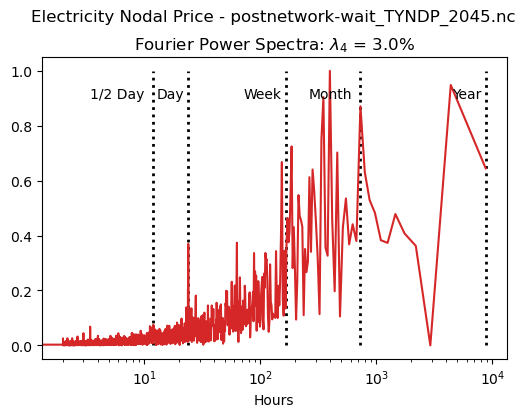 Electricity Nodal Price - postnetwork-wait_TYNDP_2045.nc
Fourier Power Spectra: λ₄ = 3.0%
1.0
1/2 Day Day Week Month Year
0.8
0.6
0.4
0.2
0.0
10¹ 10² 10³ 10⁴
Hours